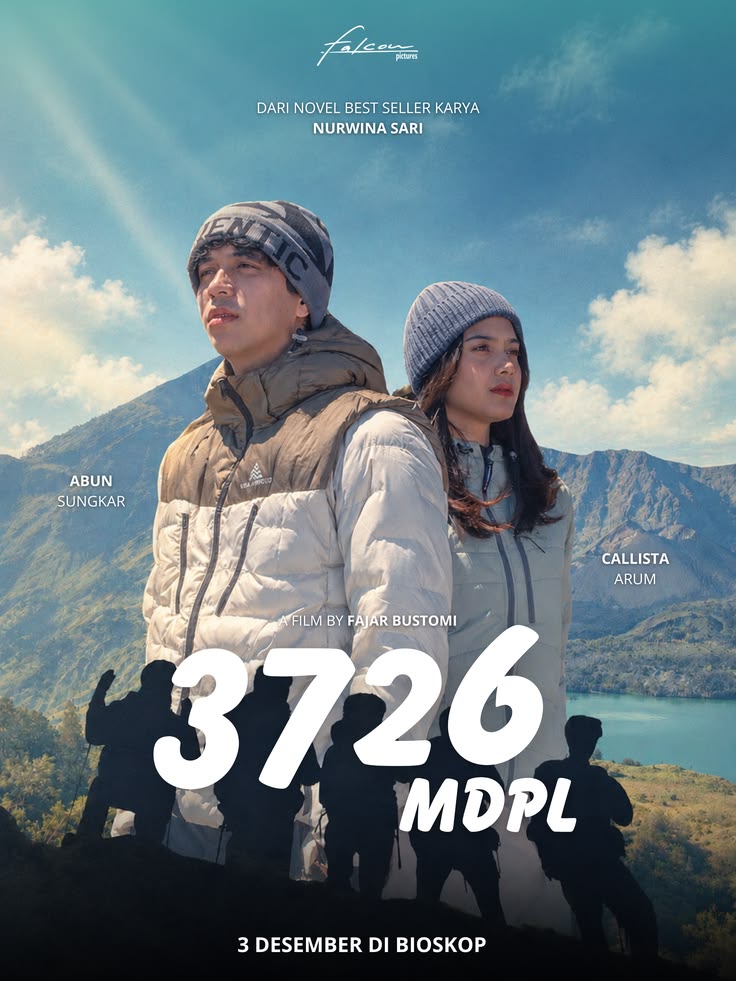 falcon
pictures
DARI NOVEL BEST SELLER KARYA
NURWINA SARI
ENTIC
ABUN
SUNGKAR
CALLISTA
ARUM
A FILM BY FAJAR BUSTOMI
3726
MDPL
3 DESEMBER DI BIOSKOP